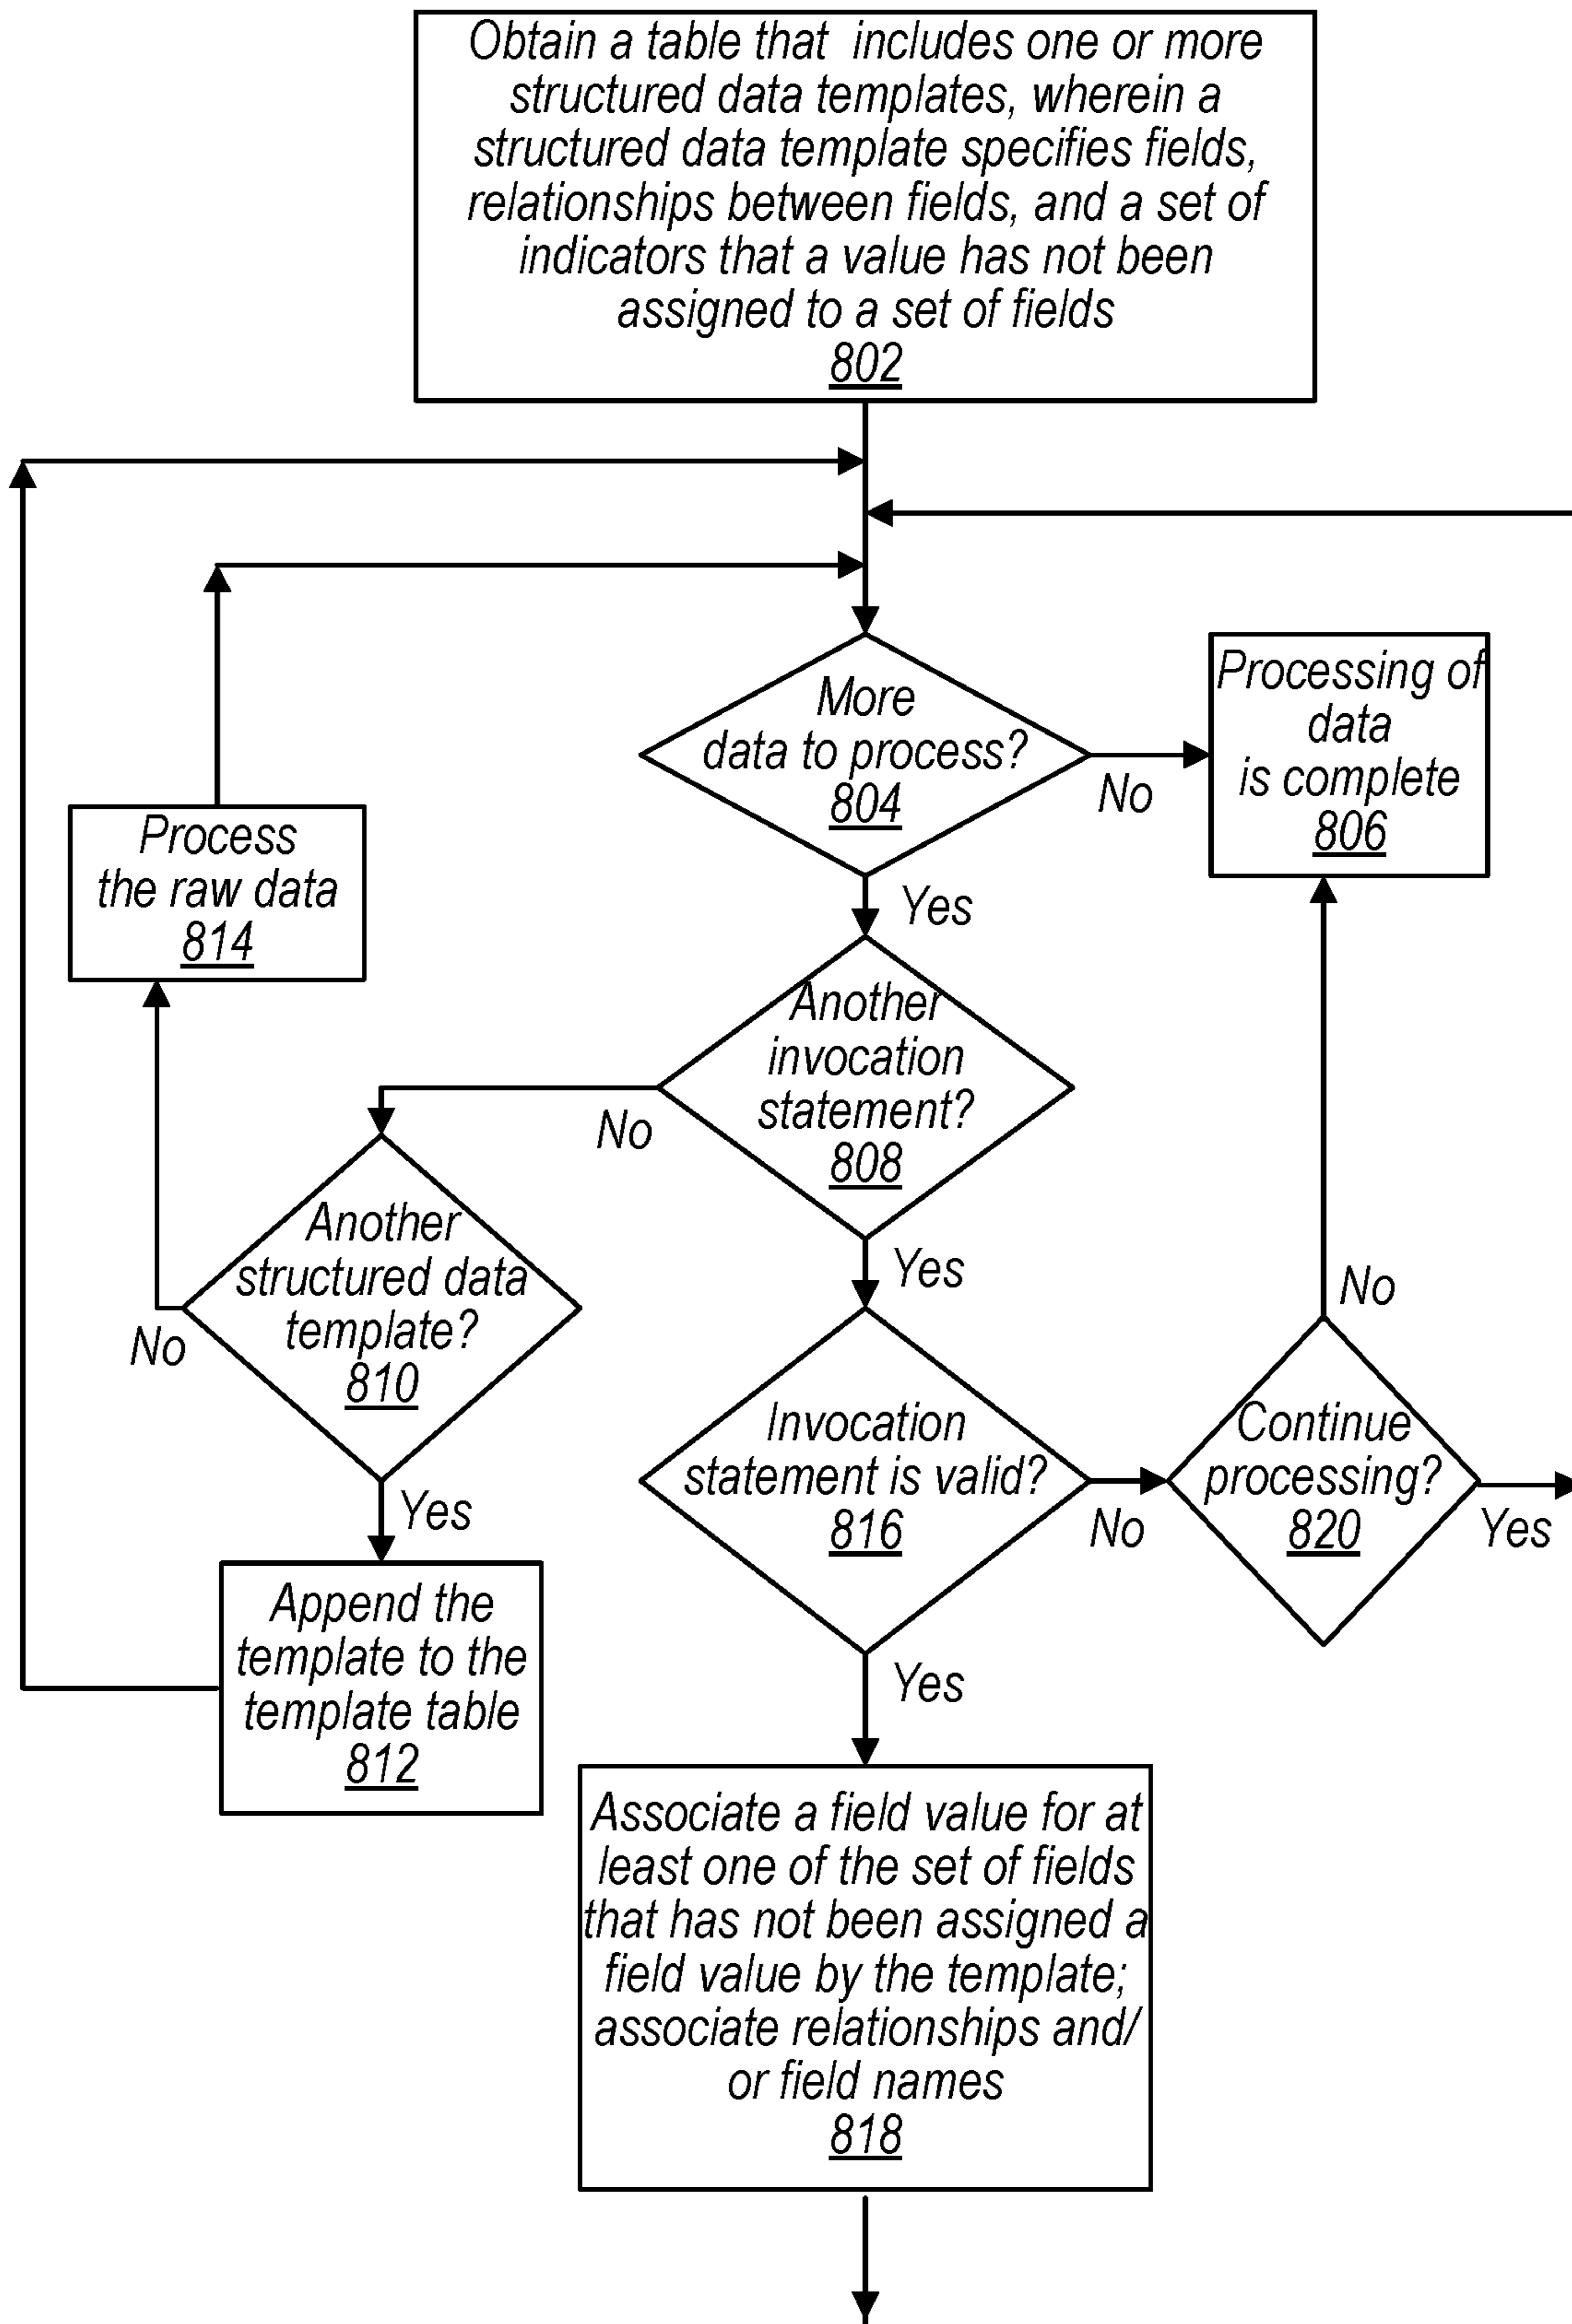 Obtain a table that includes one or more
structured data templates, wherein a
structured data template specifies fields,
relationships between fields, and a set of
indicators that a value has not been
assigned to a set of fields
802
More
data to process?
804
No
Processing of
data
is complete
806
Yes
Process
the raw data
814
Another
invocation
statement?
808
No
Yes
Another
structured data
template?
810
No
Yes
Append the
template to the
template table
812
Invocation
statement is valid?
816
No
Yes
Continue
processing?
820
No
Yes
Associate a field value for at
least one of the set of fields
that has not been assigned a
field value by the template;
associate relationships and/
or field names
818